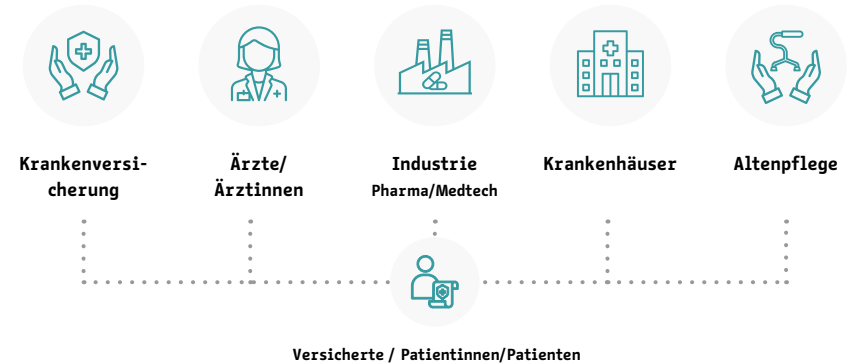 Krankenversi-
cherung
Ärzte/
Ärztinnen
Industrie
Pharma/Medtech
Krankenhäuser
Altenpflege
Versicherte / Patientinnen/Patienten